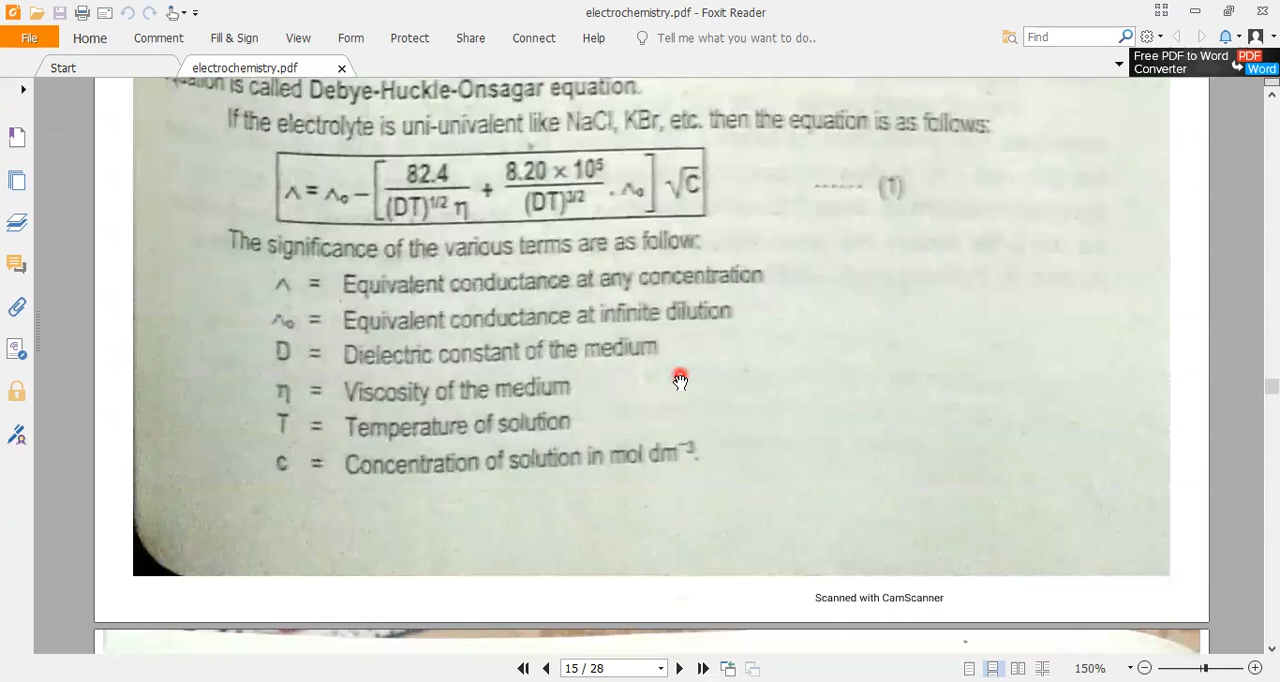 electrochemistry.pdf - Foxit Reader
File Home Comment Fill & Sign View Form Protect Share Connect Help Tell me what you want to do.. Find
Free PDF to Word Converter PDF Word
Start electrochemistry.pdf
is called Debye-Huckle-Onsagar equation.
If the electrolyte is uni-univalent like NaCl, KBr, etc. then the equation is as follows:
Λ = Λ₀ − [ 82.4 / (DT)^1/2 η + 8.20 × 10⁵ / (DT)^3/2 . Λ₀ ] √C ...... (1)
The significance of the various terms are as follow:
Λ = Equivalent conductance at any concentration
Λ₀ = Equivalent conductance at infinite dilution
D = Dielectric constant of the medium
η = Viscosity of the medium
T = Temperature of solution
c = Concentration of solution in mol dm⁻³.
Scanned with CamScanner
15 / 28
150%